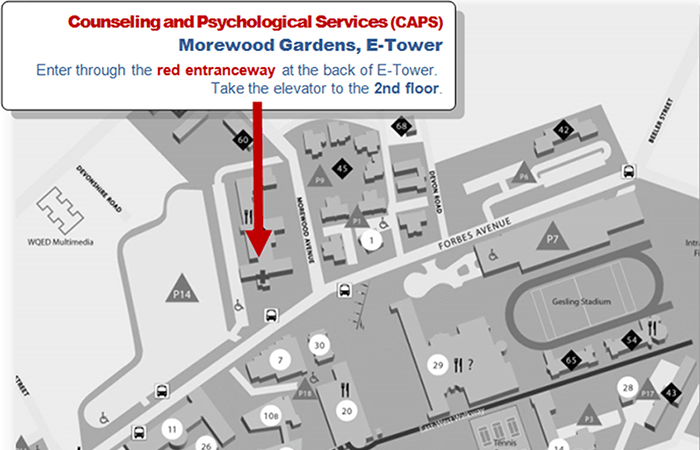 Counseling and Psychological Services (CAPS)
Morewood Gardens, E-Tower
Enter through the red entranceway at the back of E-Tower.
Take the elevator to the 2nd floor.
60
68
42
BEELER STREET
DEVONSHIRE ROAD
P9
45
DEVON ROAD
P6
WQED Multimedia
MOREWOOD AVENUE
P1
1
FORBES AVENUE
P7
P14
Gesling Stadium
7
30
29
?
65
54
P18
20
28
P17
43
STREET
11
26
10B
P3
Tennis
14